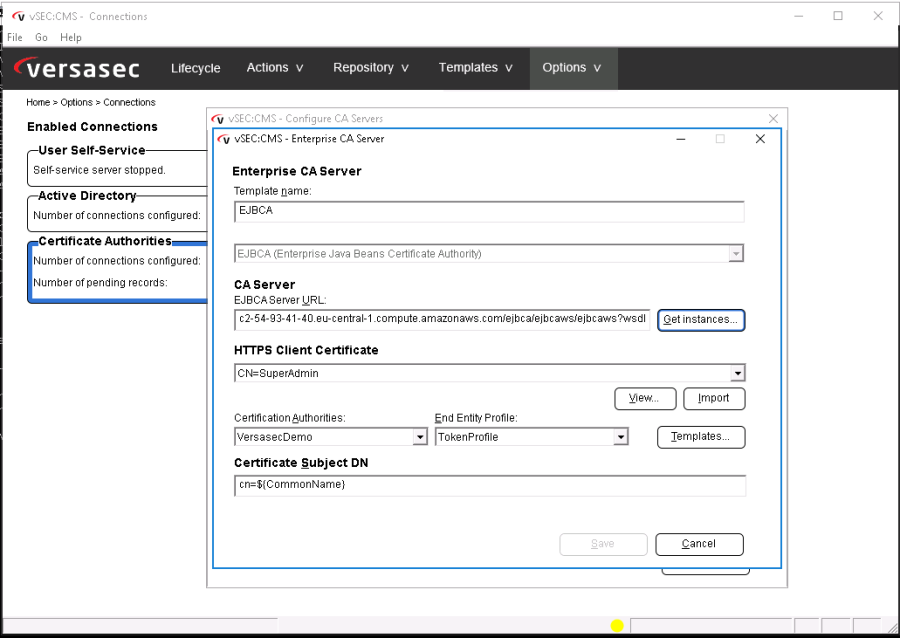 vSEC:CMS - Connections
File Go Help
versasec Lifecycle Actions v Repository v Templates v Options v
Home > Options > Connections
Enabled Connections
User Self-Service
Self-service server stopped.
Active Directory
Number of connections configured:
Certificate Authorities
Number of connections configured:
Number of pending records:
vSEC:CMS - Configure CA Servers
vSEC:CMS - Enterprise CA Server
Enterprise CA Server
Template name:
EJBCA
EJBCA (Enterprise Java Beans Certificate Authority)
CA Server
EJBCA Server URL:
c2-54-93-41-40.eu-central-1.compute.amazonaws.com/ejbca/ejbcaws/ejbcaws?wsdl
Get instances...
HTTPS Client Certificate
CN=SuperAdmin
View... Import
Certification Authorities: End Entity Profile:
VersasecDemo TokenProfile Templates...
Certificate Subject DN
cn=${CommonName}
Save Cancel